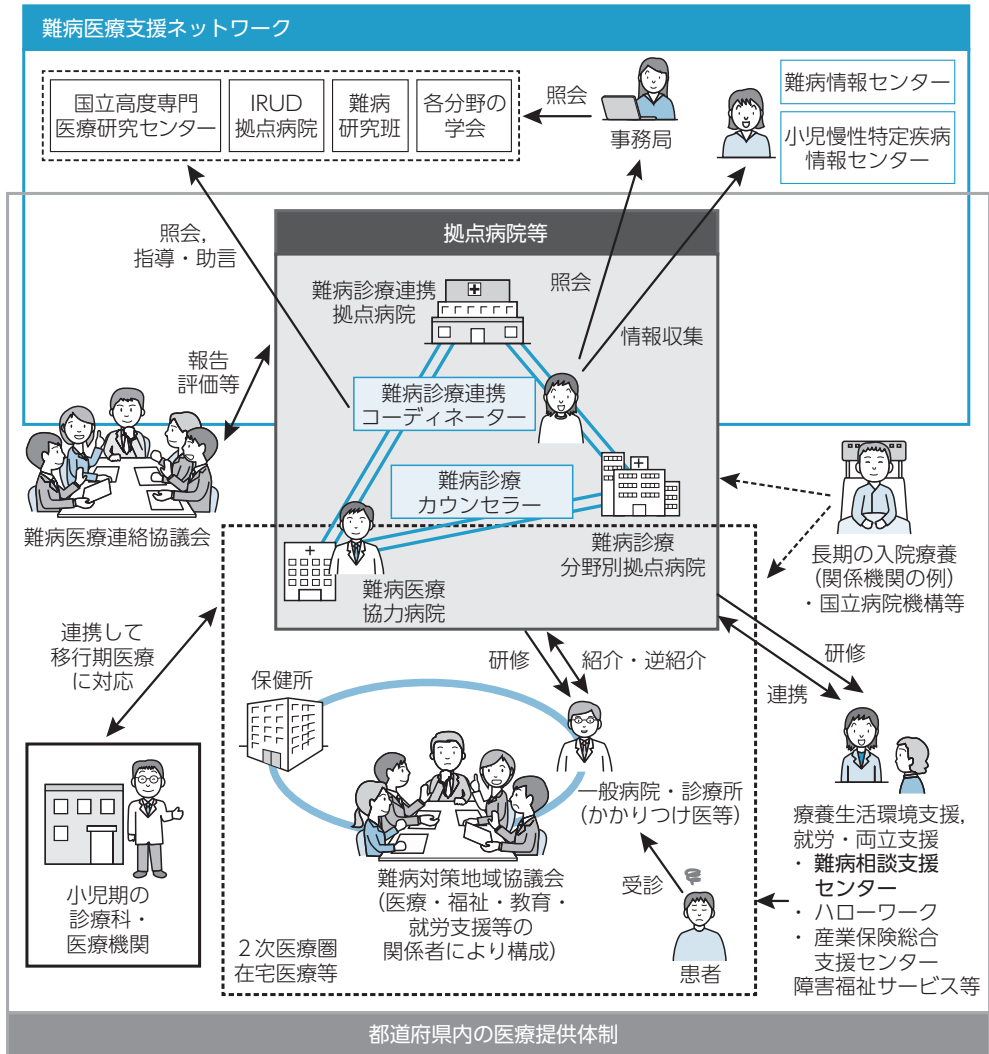 難病医療支援ネットワーク
国立高度専門
医療研究センター
IRUD
拠点病院
難病
研究班
各分野の
学会
照会
事務局
難病情報センター
小児慢性特定疾病
情報センター
照会,
指導・助言
拠点病院等
難病診療連携
拠点病院
照会
情報収集
報告
評価等
難病診療連携
コーディネーター
難病診療
カウンセラー
難病医療連絡協議会
難病診療
分野別拠点病院
難病医療
協力病院
長期の入院療養
(関係機関の例)
・国立病院機構等
連携して
移行期医療
に対応
研修
紹介・逆紹介
研修
連携
保健所
一般病院・診療所
(かかりつけ医等)
難病対策地域協議会
(医療・福祉・教育・
就労支援等の
関係者により構成)
受診
患者
2次医療圏
在宅医療等
小児期の
診療科・
医療機関
療養生活環境支援,
就労・両立支援
・難病相談支援
センター
・ハローワーク
・産業保険総合
支援センター
障害福祉サービス等
都道府県内の医療提供体制